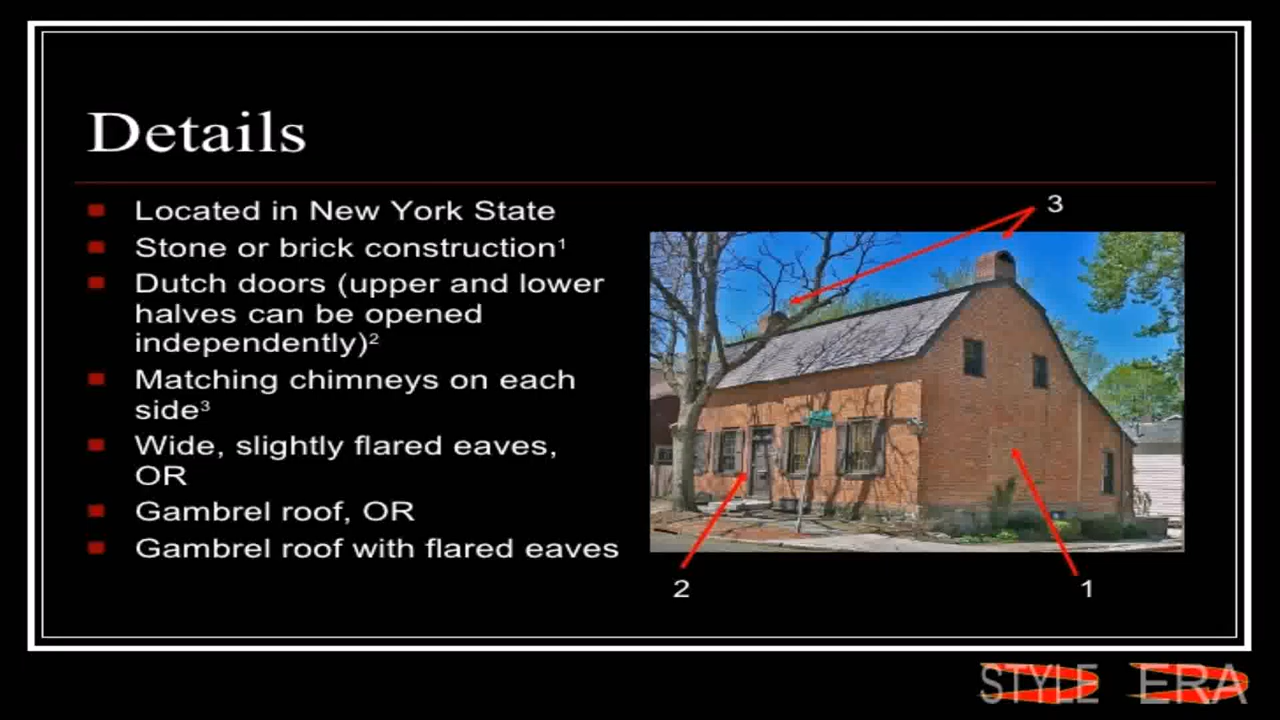 Details
Located in New York State
Stone or brick construction¹
Dutch doors (upper and lower
halves can be opened
independently)²
Matching chimneys on each
side³
Wide, slightly flared eaves,
OR
Gambrel roof, OR
Gambrel roof with flared eaves
3
2
1
STYLE ERA